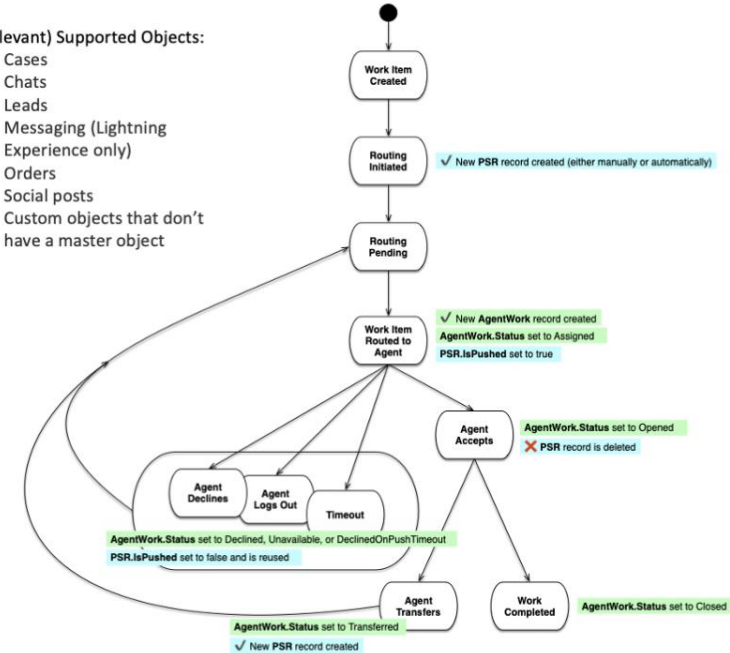 levant) Supported Objects:
Cases
Chats
Leads
Messaging (Lightning
Experience only)
Orders
Social posts
Custom objects that don't
have a master object
Work Item
Created
Routing
Initiated
✓ New PSR record created (either manually or automatically)
Routing
Pending
Work Item
Routed to
Agent
✓ New AgentWork record created
AgentWork.Status set to Assigned
PSR.IsPushed set to true
Agent
Accepts
AgentWork.Status set to Opened
❌ PSR record is deleted
Agent
Declines
Agent
Logs Out
Timeout
AgentWork.Status set to Declined, Unavailable, or DeclinedOnPushTimeout
PSR.IsPushed set to false and is reused
Agent
Transfers
AgentWork.Status set to Transferred
✓ New PSR record created
Work
Completed
AgentWork.Status set to Closed